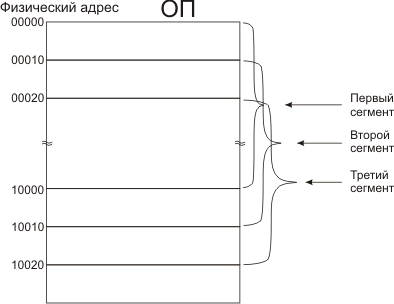 Физический адрес
ОП
00000
00010
00020
10000
10010
10020
Первый
сегмент
Второй
сегмент
Третий
сегмент